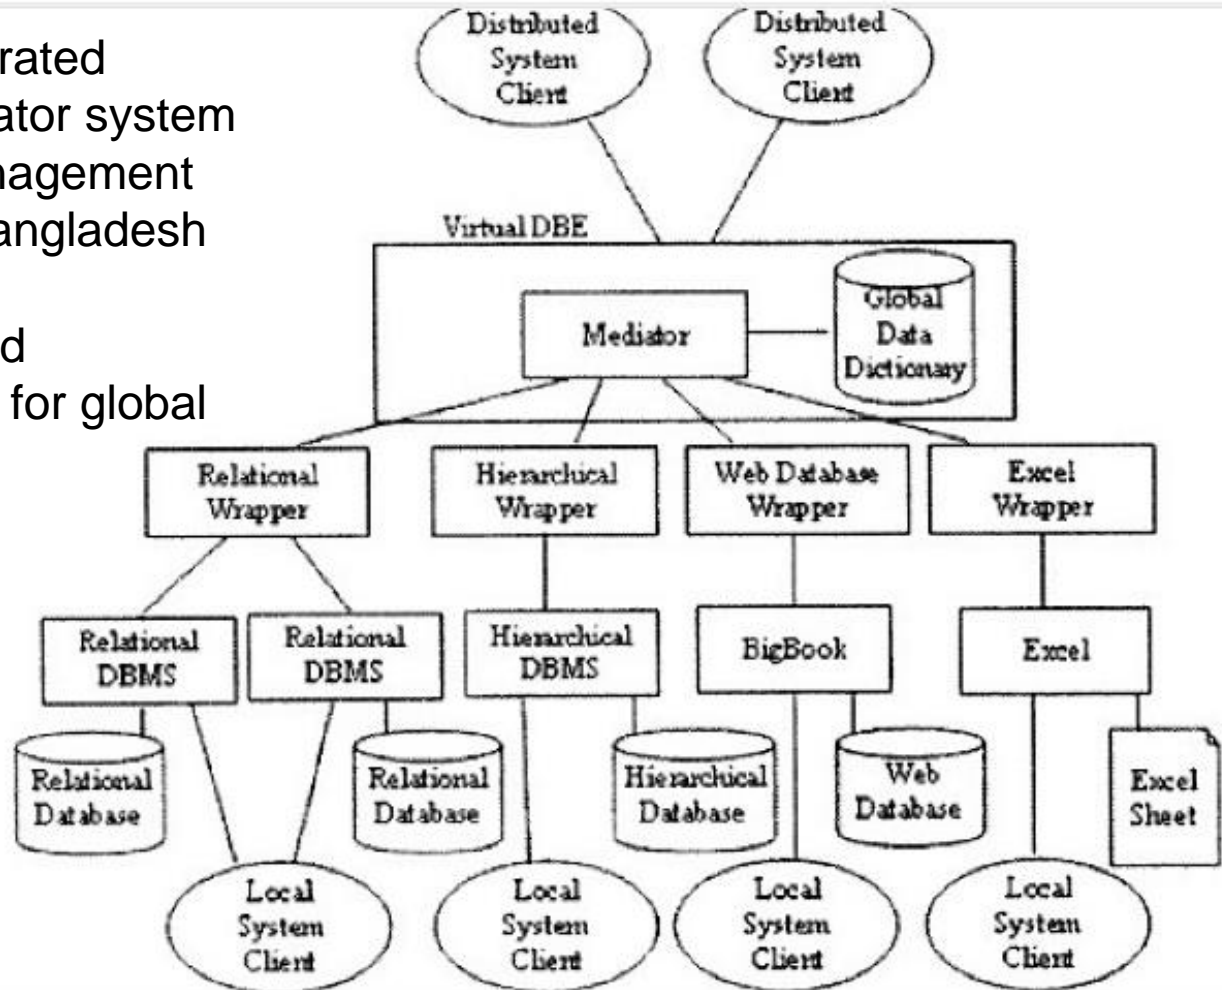 rated
ator system
nagement
angladesh
d
for global
Distributed
System
Client
Distributed
System
Client
Virtual DBE
Mediator
Global
Data
Dictionary
Relational
Wrapper
Hierarchical
Wrapper
Web Database
Wrapper
Excel
Wrapper
Relational
DBMS
Relational
DBMS
Hierarchical
DBMS
BigBook
Excel
Relational
Database
Relational
Database
Hierarchical
Database
Web
Database
Excel
Sheet
Local
System
Client
Local
System
Client
Local
System
Client
Local
System
Client